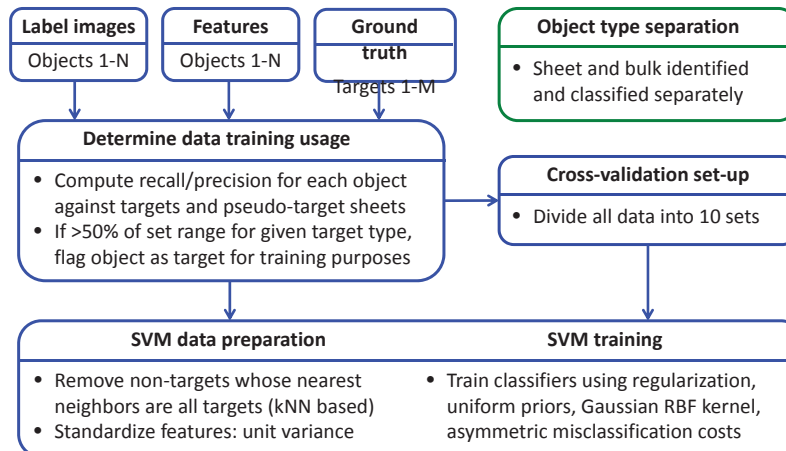 Label images
Objects 1-N
Features
Objects 1-N
Ground
truth
Targets 1-M
Object type separation
• Sheet and bulk identified
and classified separately
Determine data training usage
• Compute recall/precision for each object
against targets and pseudo-target sheets
• If >50% of set range for given target type,
flag object as target for training purposes
Cross-validation set-up
• Divide all data into 10 sets
SVM data preparation
• Remove non-targets whose nearest
neighbors are all targets (kNN based)
• Standardize features: unit variance
SVM training
• Train classifiers using regularization,
uniform priors, Gaussian RBF kernel,
asymmetric misclassification costs